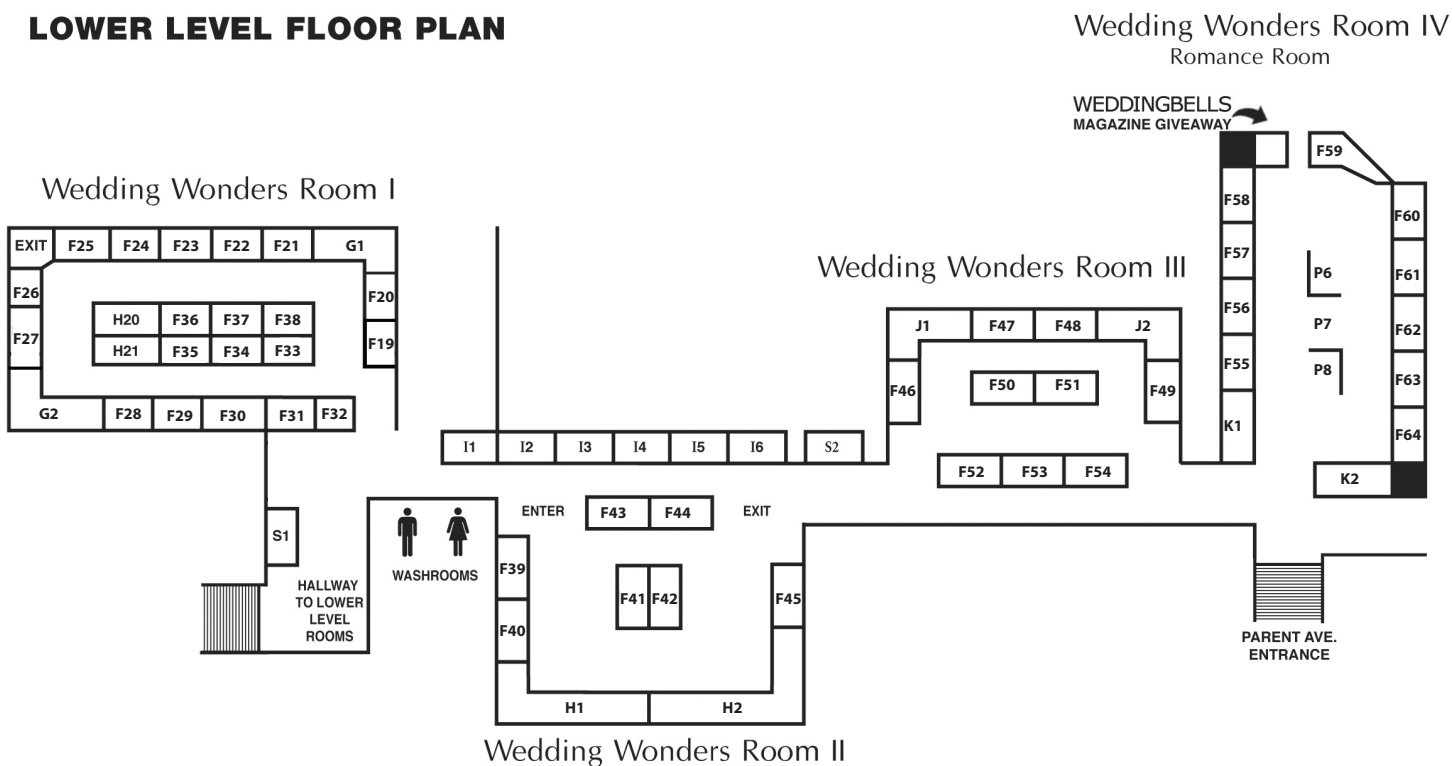 LOWER LEVEL FLOOR PLAN
Wedding Wonders Room IV
Romance Room
WEDDINGBELLS
MAGAZINE GIVEAWAY
F59
F58
F60
F57
F61
P6
F56
P7
F62
F55
P8
F63
K1
F64
K2
Wedding Wonders Room I
EXIT F25 F24 F23 F22 F21 G1
F26
F20
H20 F36 F37 F38
F27
F19
H21 F35 F34 F33
G2 F28 F29 F30 F31 F32
Wedding Wonders Room III
J1 F47 F48 J2
F46
F50 F51
F49
F52 F53 F54
I1 I2 I3 I4 I5 I6 S2
ENTER F43 F44 EXIT
S1
WASHROOMS
HALLWAY
TO LOWER
LEVEL
ROOMS
F39
F41 F42
F45
F40
H1 H2
Wedding Wonders Room II
PARENT AVE.
ENTRANCE